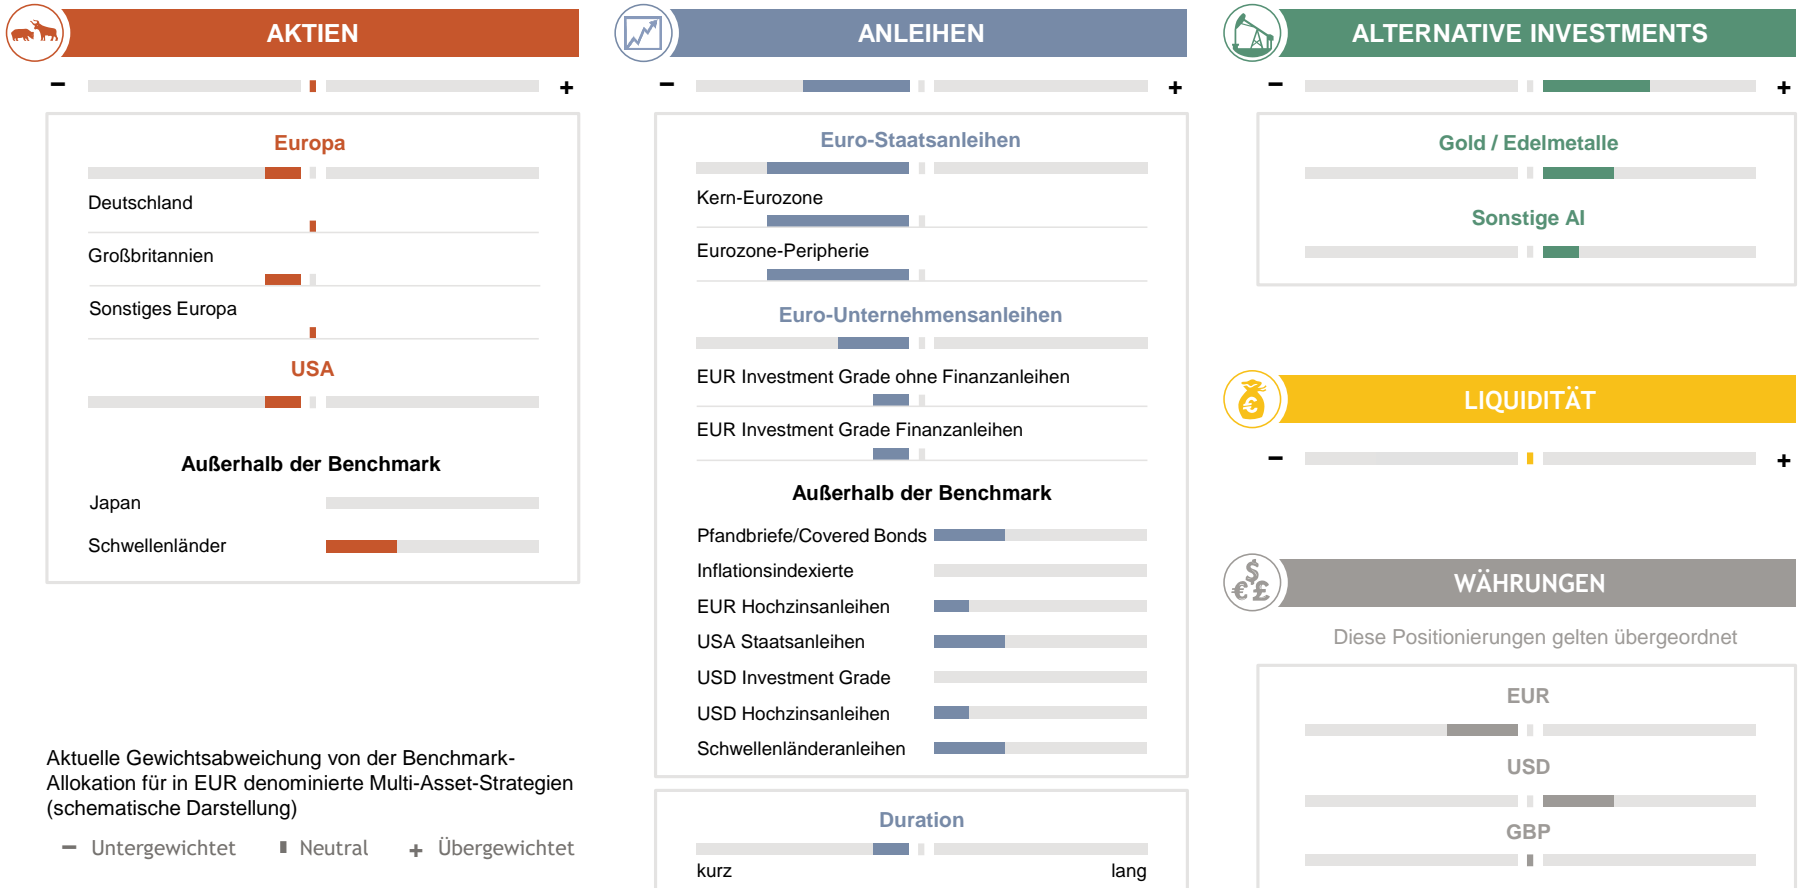 AKTIEN
− +
Europa
Deutschland
Großbritannien
Sonstiges Europa
USA
Außerhalb der Benchmark
Japan
Schwellenländer
Aktuelle Gewichtsabweichung von der Benchmark-
Allokation für in EUR denominierte Multi-Asset-Strategien
(schematische Darstellung)
− Untergewichtet Neutral + Übergewichtet
ANLEIHEN
− +
Euro-Staatsanleihen
Kern-Eurozone
Eurozone-Peripherie
Euro-Unternehmensanleihen
EUR Investment Grade ohne Finanzanleihen
EUR Investment Grade Finanzanleihen
Außerhalb der Benchmark
Pfandbriefe/Covered Bonds
Inflationsindexierte
EUR Hochzinsanleihen
USA Staatsanleihen
USD Investment Grade
USD Hochzinsanleihen
Schwellenländeranleihen
Duration
kurz lang
ALTERNATIVE INVESTMENTS
− +
Gold / Edelmetalle
Sonstige AI
€
LIQUIDITÄT
− +
$
€ £
WÄHRUNGEN
Diese Positionierungen gelten übergeordnet
EUR
USD
GBP